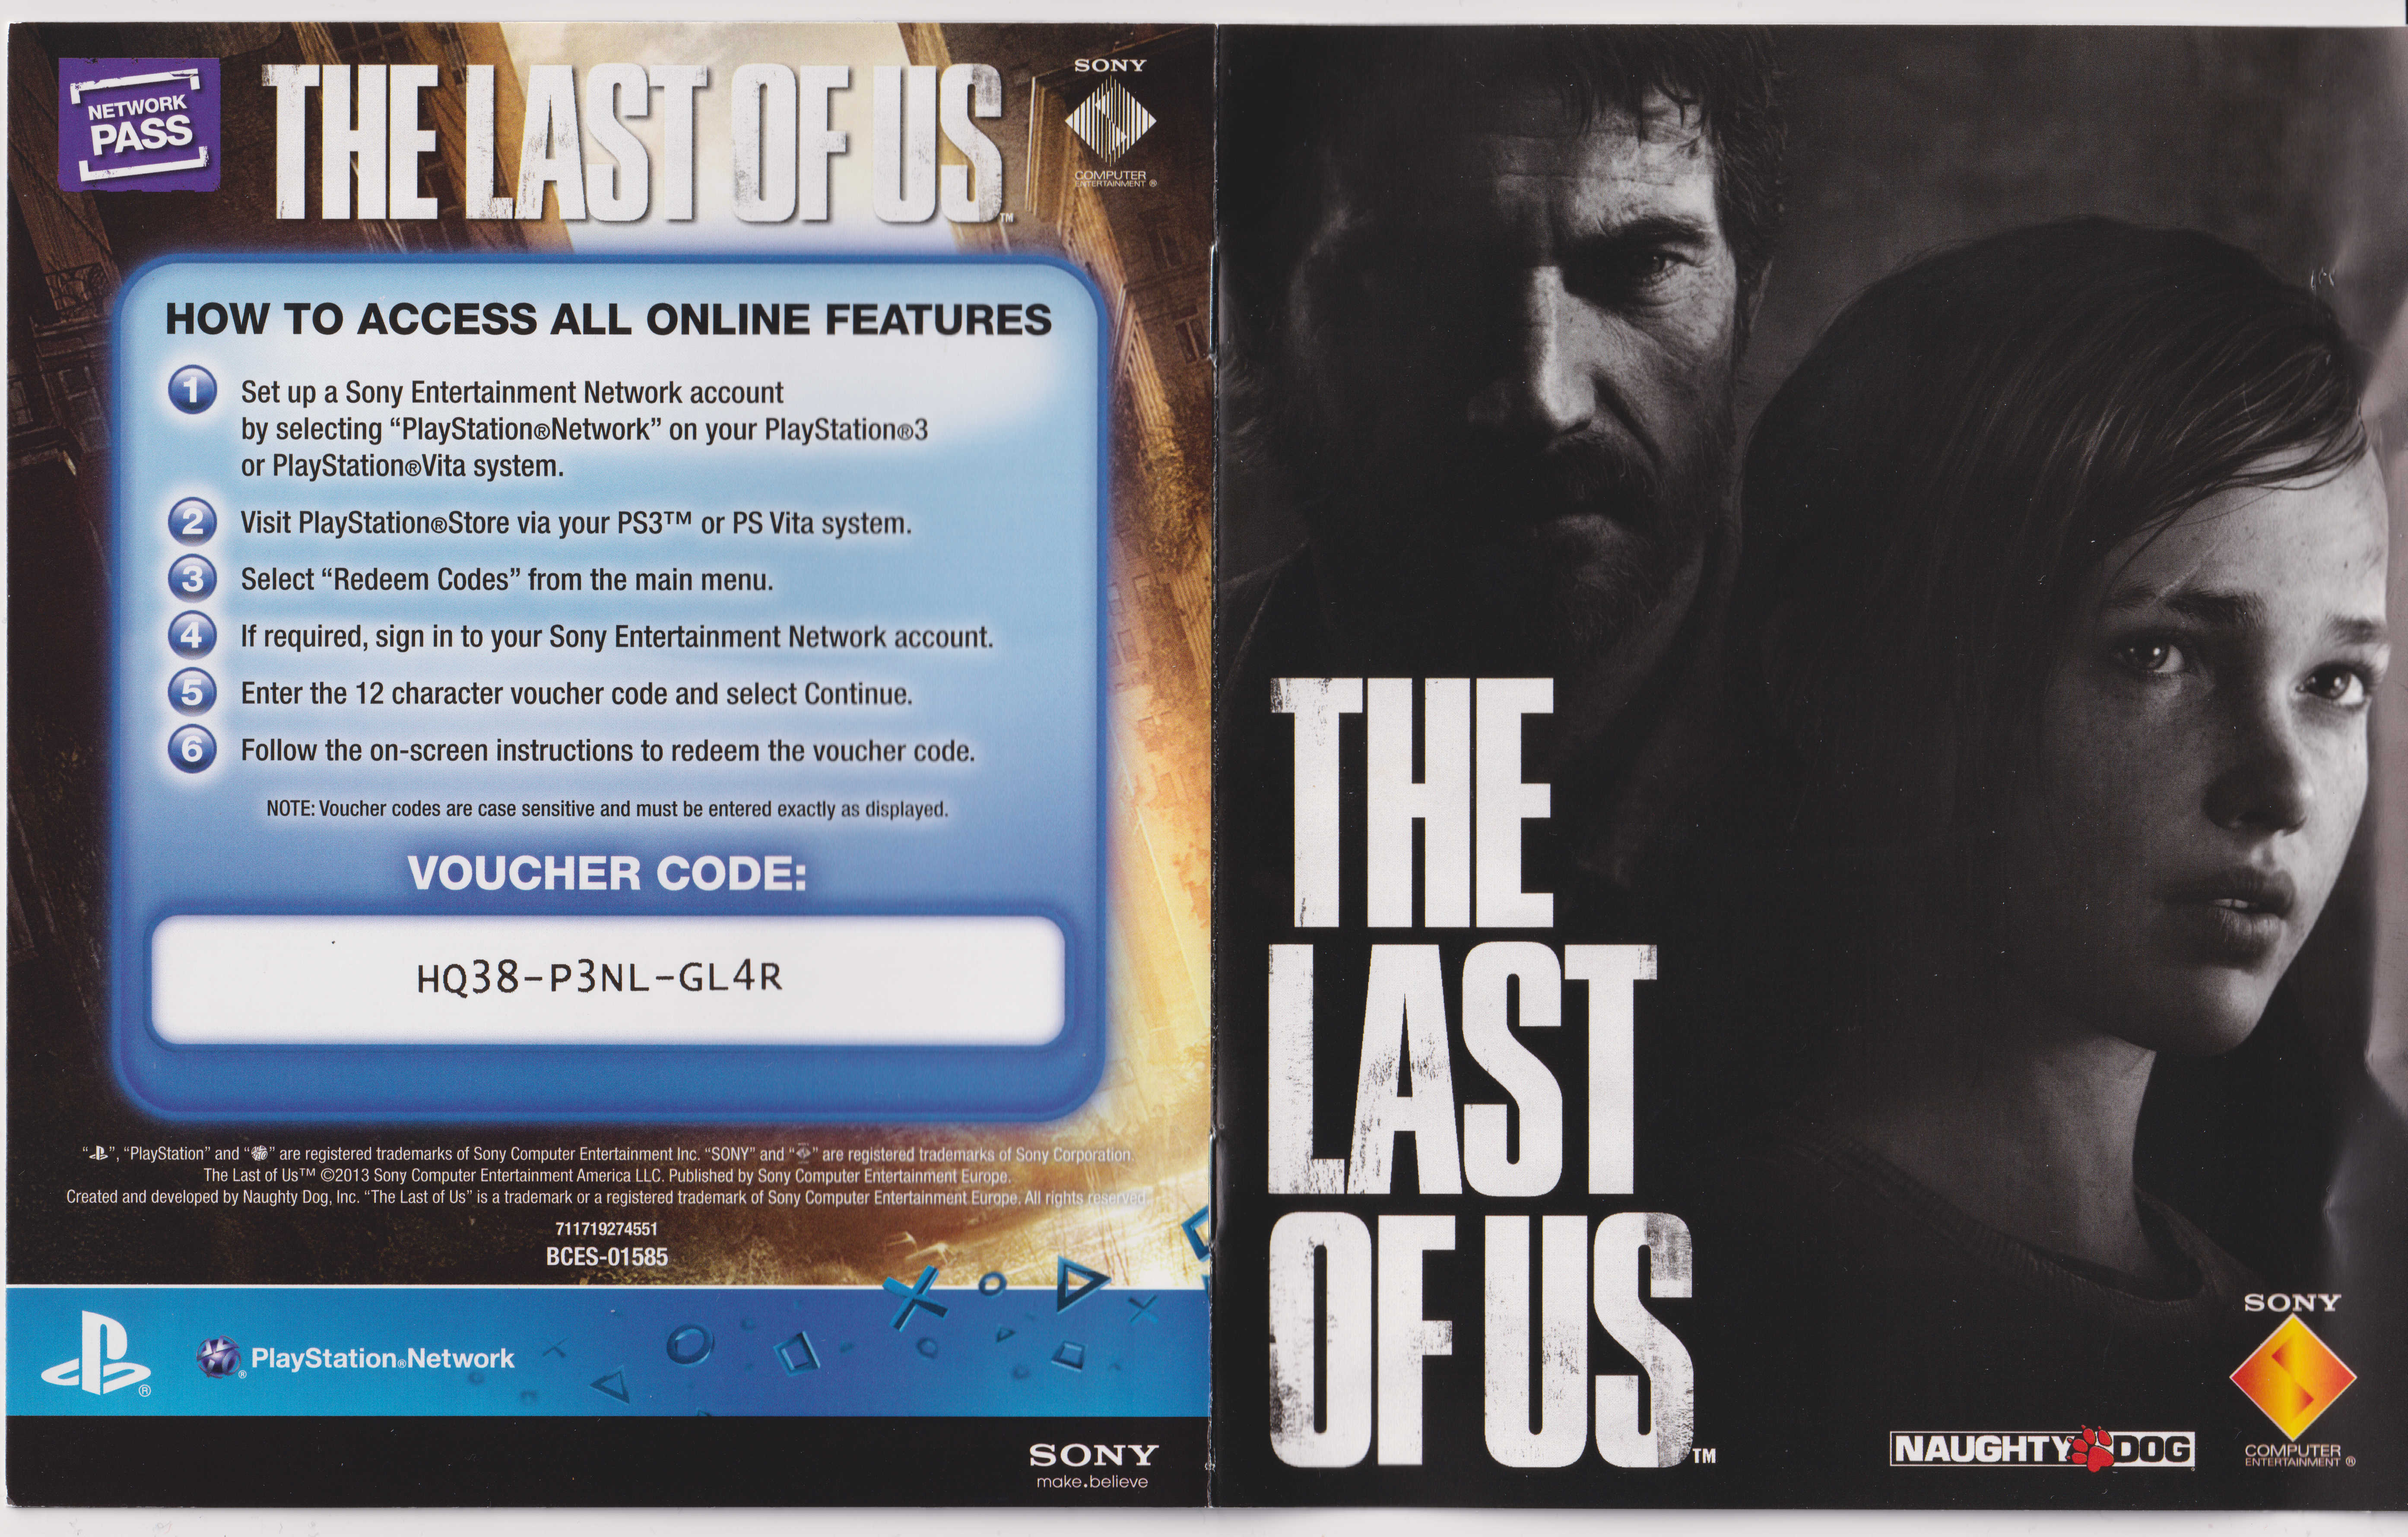 NETWORK
PASS
THE LAST OF US™
SONY
COMPUTER
ENTERTAINMENT ®
HOW TO ACCESS ALL ONLINE FEATURES
1 Set up a Sony Entertainment Network account
by selecting “PlayStation®Network” on your PlayStation®3
or PlayStation®Vita system.
2 Visit PlayStation®Store via your PS3™ or PS Vita system.
3 Select “Redeem Codes” from the main menu.
4 If required, sign in to your Sony Entertainment Network account.
5 Enter the 12 character voucher code and select Continue.
6 Follow the on-screen instructions to redeem the voucher code.
NOTE: Voucher codes are case sensitive and must be entered exactly as displayed.
VOUCHER CODE:
HQ38-P3NL-GL4R
“ ”, “PlayStation” and “ ” are registered trademarks of Sony Computer Entertainment Inc. “SONY” and “ ” are registered trademarks of Sony Corporation.
The Last of Us™ ©2013 Sony Computer Entertainment America LLC. Published by Sony Computer Entertainment Europe.
Created and developed by Naughty Dog, Inc. “The Last of Us” is a trademark or a registered trademark of Sony Computer Entertainment Europe. All rights reserved.
711719274551
BCES-01585
®
® PlayStation®Network
SONY
make.believe
THE
LAST
OF US™
NAUGHTY DOG
SONY
COMPUTER
ENTERTAINMENT ®